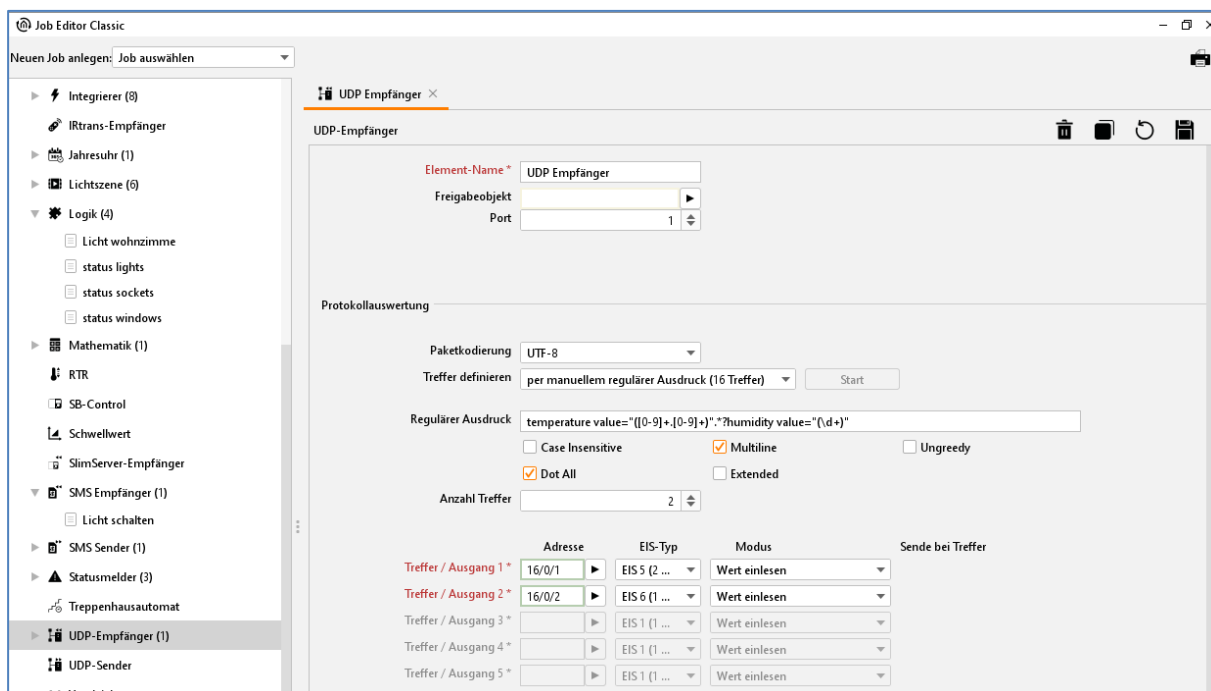 Job Editor Classic
Neuen Job anlegen: Job auswählen
Integrierer (8)
IRtrans-Empfänger
Jahresuhr (1)
Lichtszene (6)
Logik (4)
Licht wohnzimme
status lights
status sockets
status windows
Mathematik (1)
RTR
SB-Control
Schwellwert
SlimServer-Empfänger
SMS Empfänger (1)
Licht schalten
SMS Sender (1)
Statusmelder (3)
Treppenhausautomat
UDP-Empfänger (1)
UDP-Sender
UDP Empfänger
UDP-Empfänger
Element-Name * UDP Empfänger
Freigabeobjekt
Port 1
Protokollauswertung
Paketkodierung UTF-8
Treffer definieren per manuellem regulärer Ausdruck (16 Treffer) Start
Regulärer Ausdruck temperature value="([0-9]+.[0-9]+)".*?humidity value="(\d+)"
Case Insensitive Multiline Ungreedy
Dot All Extended
Anzahl Treffer 2
Adresse EIS-Typ Modus Sende bei Treffer
Treffer / Ausgang 1 * 16/0/1 EIS 5 (2 ... Wert einlesen
Treffer / Ausgang 2 * 16/0/2 EIS 6 (1 ... Wert einlesen
Treffer / Ausgang 3 * EIS 1 (1 ... Wert einlesen
Treffer / Ausgang 4 * EIS 1 (1 ... Wert einlesen
Treffer / Ausgang 5 * EIS 1 (1 ... Wert einlesen